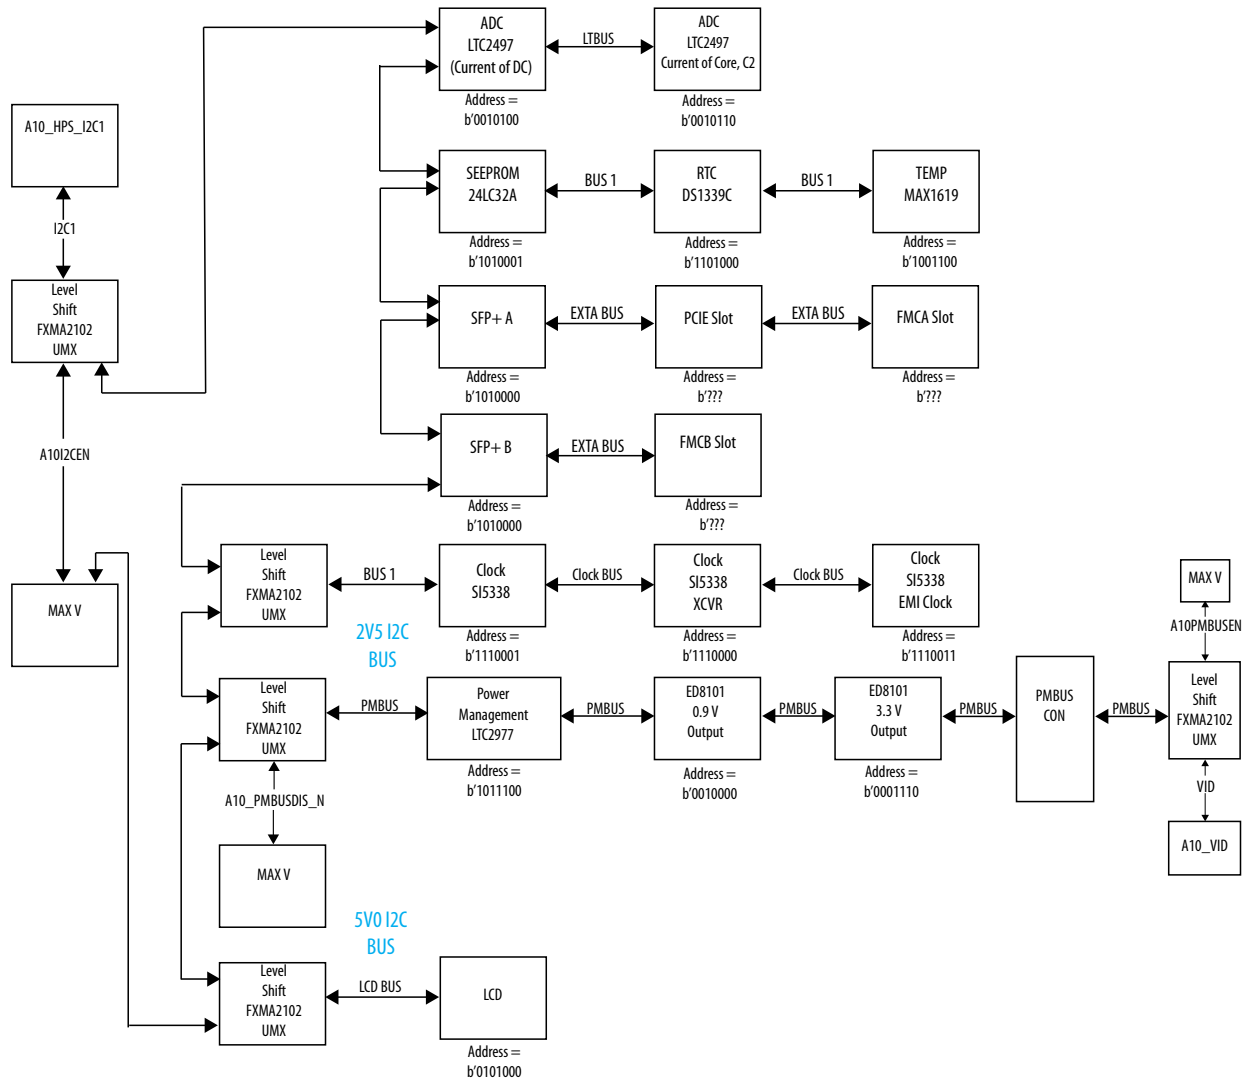 ADC
LTC2497
(Current of DC)
LTBUS
ADC
LTC2497
Current of Core, C2
Address =
b'0010100
Address =
b'0010110
A10_HPS_I2C1
I2C1
SEEPROM
24LC32A
BUS 1
RTC
DS1339C
BUS 1
TEMP
MAX1619
Address =
b'1010001
Address =
b'1101000
Address =
b'1001100
Level
Shift
FXMA2102
UMX
SFP+ A
EXTA BUS
PCIE Slot
EXTA BUS
FMCA Slot
Address =
b'1010000
Address =
b'???
Address =
b'???
A10I2CEN
SFP+ B
EXTA BUS
FMCB Slot
Address =
b'1010000
Address =
b'???
MAX V
Level
Shift
FXMA2102
UMX
BUS 1
Clock
SI5338
Clock BUS
Clock
SI5338
XCVR
Clock BUS
Clock
SI5338
EMI Clock
MAX V
A10PMBUSEN
2V5 I2C
BUS
Address =
b'1110001
Address =
b'1110000
Address =
b'1110011
Level
Shift
FXMA2102
UMX
PMBUS
Power
Management
LTC2977
PMBUS
ED8101
0.9 V
Output
PMBUS
ED8101
3.3 V
Output
PMBUS
PMBUS
CON
PMBUS
Level
Shift
FXMA2102
UMX
Address =
b'1011100
Address =
b'0010000
Address =
b'0001110
VID
A10_PMBUSDIS_N
A10_VID
MAX V
5V0 I2C
BUS
Level
Shift
FXMA2102
UMX
LCD BUS
LCD
Address =
b'0101000